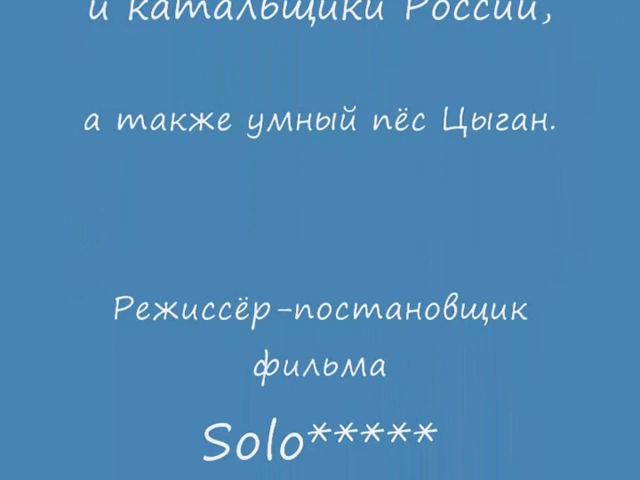 и катальщики России,
а также умный пёс Цыган.
Режиссёр-постановщик
фильма
Solo*****